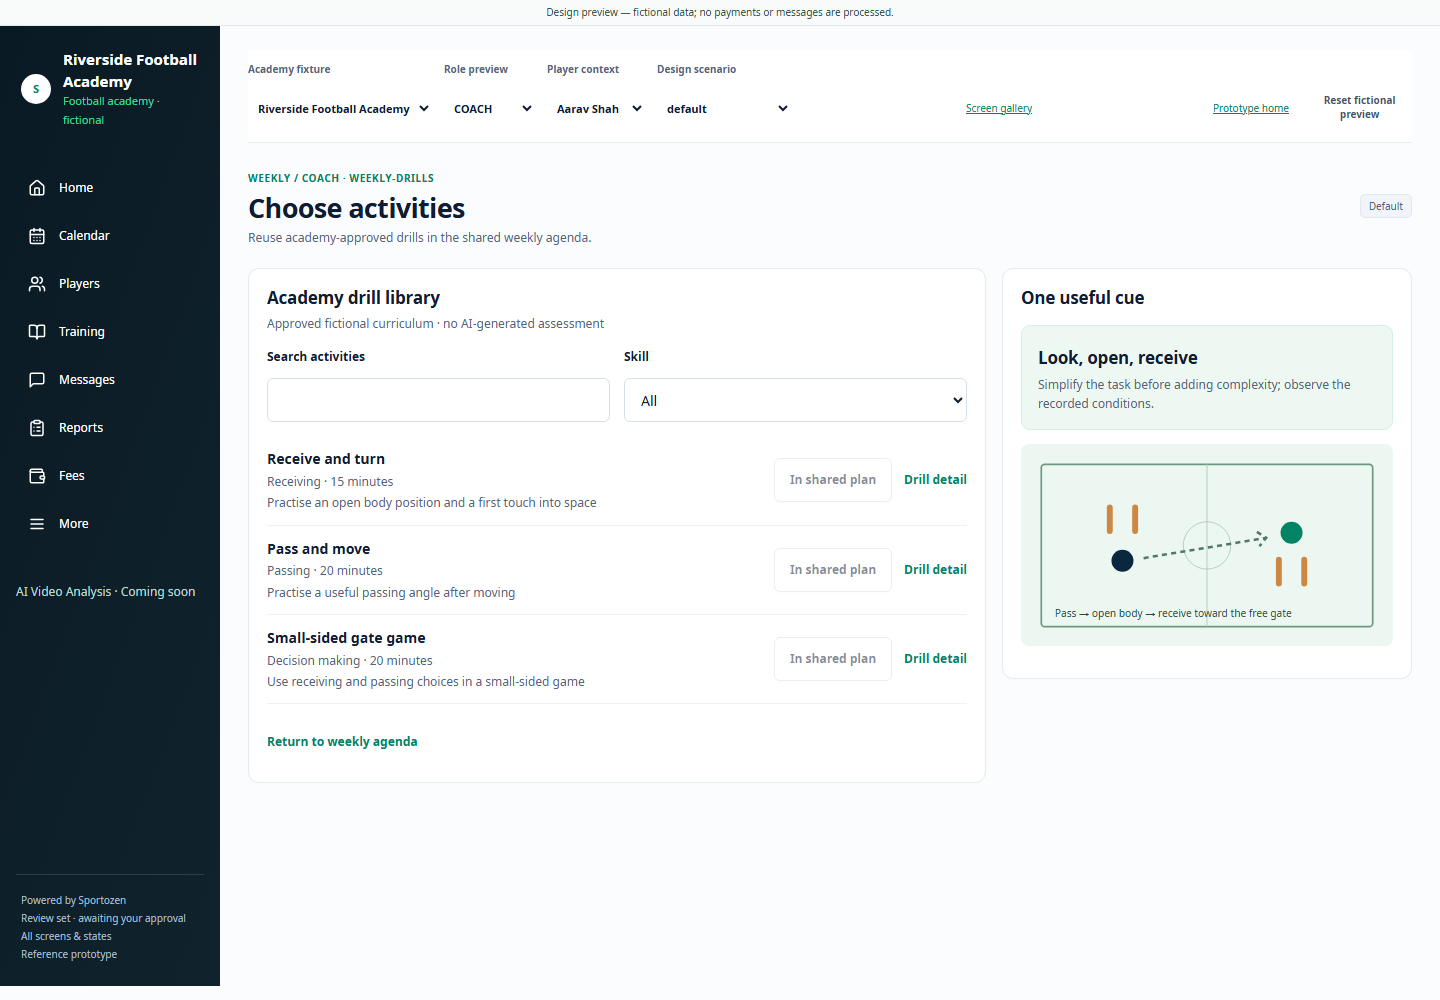 Design preview — fictional data; no payments or messages are processed.
S
Riverside Football
Academy
Football academy ·
fictional
Home
Calendar
Players
Training
Messages
Reports
Fees
More
AI Video Analysis · Coming soon
Powered by Sportozen
Review set · awaiting your approval
All screens & states
Reference prototype
Academy fixture
Role preview
Player context
Design scenario
Riverside Football Academy
COACH
Aarav Shah
default
Screen gallery
Prototype home
Reset fictional
preview
WEEKLY / COACH · WEEKLY-DRILLS
Choose activities
Reuse academy-approved drills in the shared weekly agenda.
Default
Academy drill library
Approved fictional curriculum · no AI-generated assessment
Search activities
Skill
All
Receive and turn
Receiving · 15 minutes
Practise an open body position and a first touch into space
In shared plan
Drill detail
Pass and move
Passing · 20 minutes
Practise a useful passing angle after moving
In shared plan
Drill detail
Small-sided gate game
Decision making · 20 minutes
Use receiving and passing choices in a small-sided game
In shared plan
Drill detail
Return to weekly agenda
One useful cue
Look, open, receive
Simplify the task before adding complexity; observe the
recorded conditions.
Pass → open body → receive toward the free gate